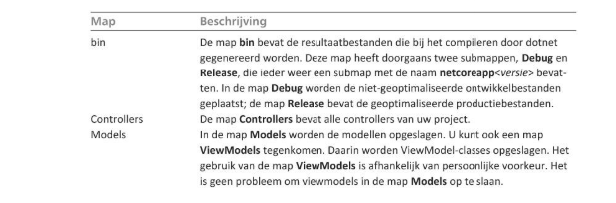 Map Beschrijving
bin De map bin bevat de resultaatbestanden die bij het compileren door dotnet
gegenereerd worden. Deze map heeft doorgaans twee submappen, Debug en
Release, die ieder weer een submap met de naam netcoreapp<versie> bevat-
ten. In de map Debug worden de niet-geoptimaliseerde ontwikkelbestanden
geplaatst; de map Release bevat de geoptimaliseerde productiebestanden.
Controllers De map Controllers bevat alle controllers van uw project.
Models In de map Models worden de modellen opgeslagen. U kunt ook een map
ViewModels tegenkomen. Daarin worden ViewModel-classes opgeslagen. Het
gebruik van de map ViewModels is afhankelijk van persoonlijke voorkeur. Het
is geen probleem om viewmodels in de map Models op te slaan.